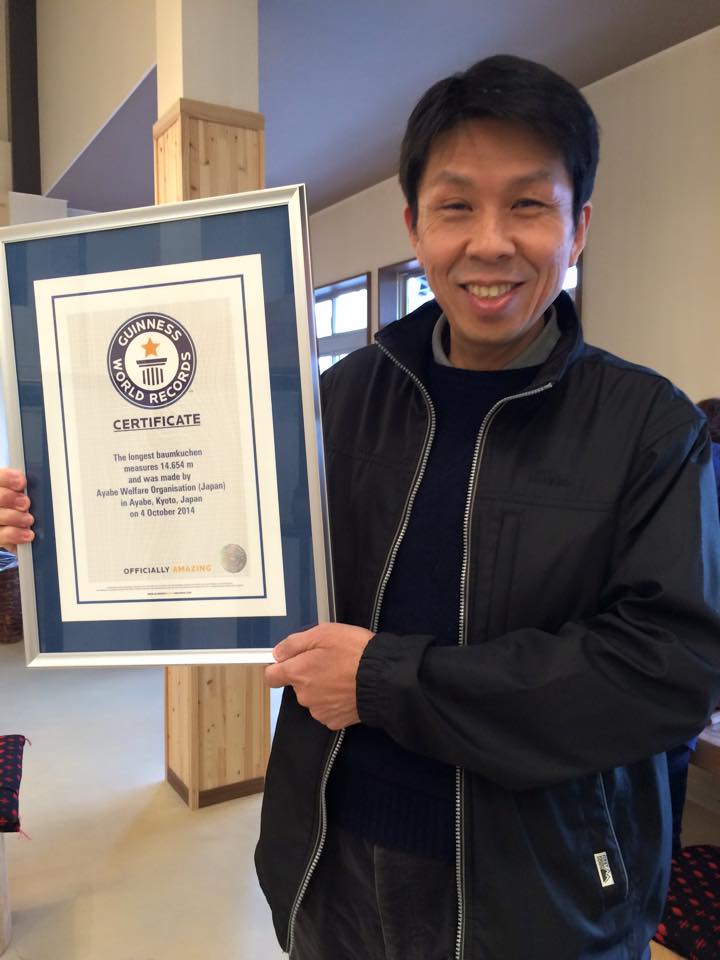 GUINNESS
WORLD RECORDS
CERTIFICATE
The longest baumkuchen
measures 14.654 m
and was made by
Ayabe Welfare Organisation (Japan)
in Ayabe, Kyoto, Japan
on 4 October 2014
OFFICIALLY AMAZING